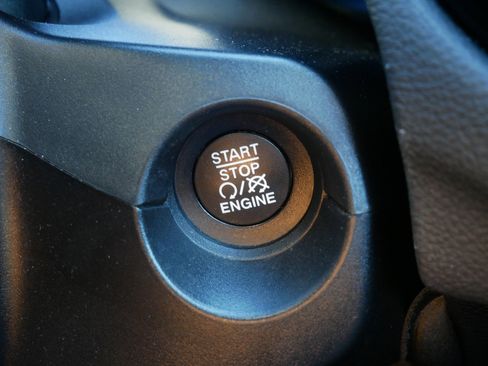 START
STOP
/
ENGINE